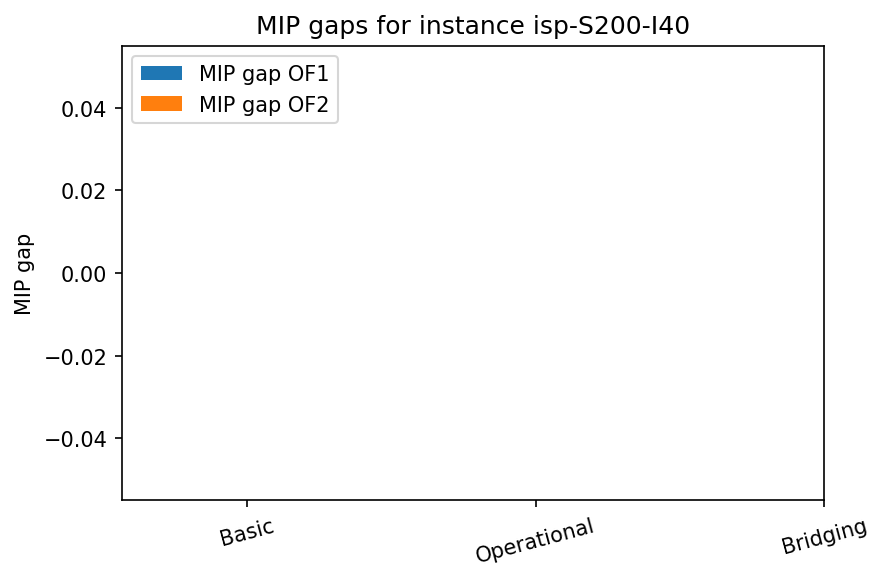 MIP gaps for instance isp-S200-I40
MIP gap OF1
MIP gap OF2
0.04
0.02
0.00
−0.02
−0.04
MIP gap
Basic
Operational
Bridging